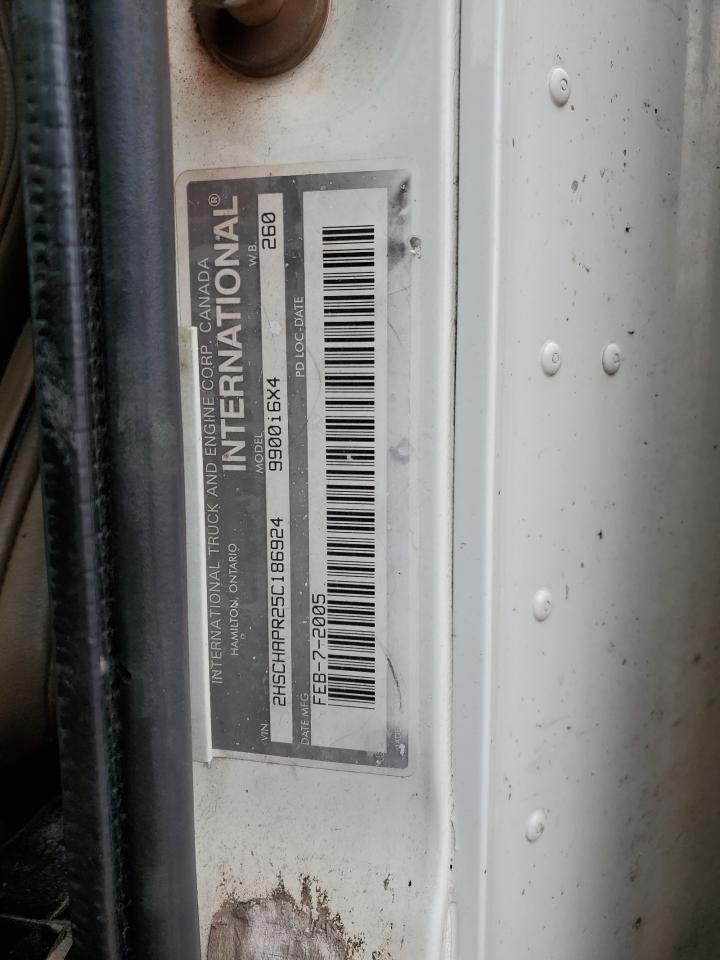 INTERNATIONAL TRUCK AND ENGINE CORP. CANADA
HAMILTON, ONTARIO
INTERNATIONAL®
VIN MODEL W.B.
2HSCHAPR25C186924 9900i6X4 260
DATE MFG PD LOC-DATE
FEB-7-2005